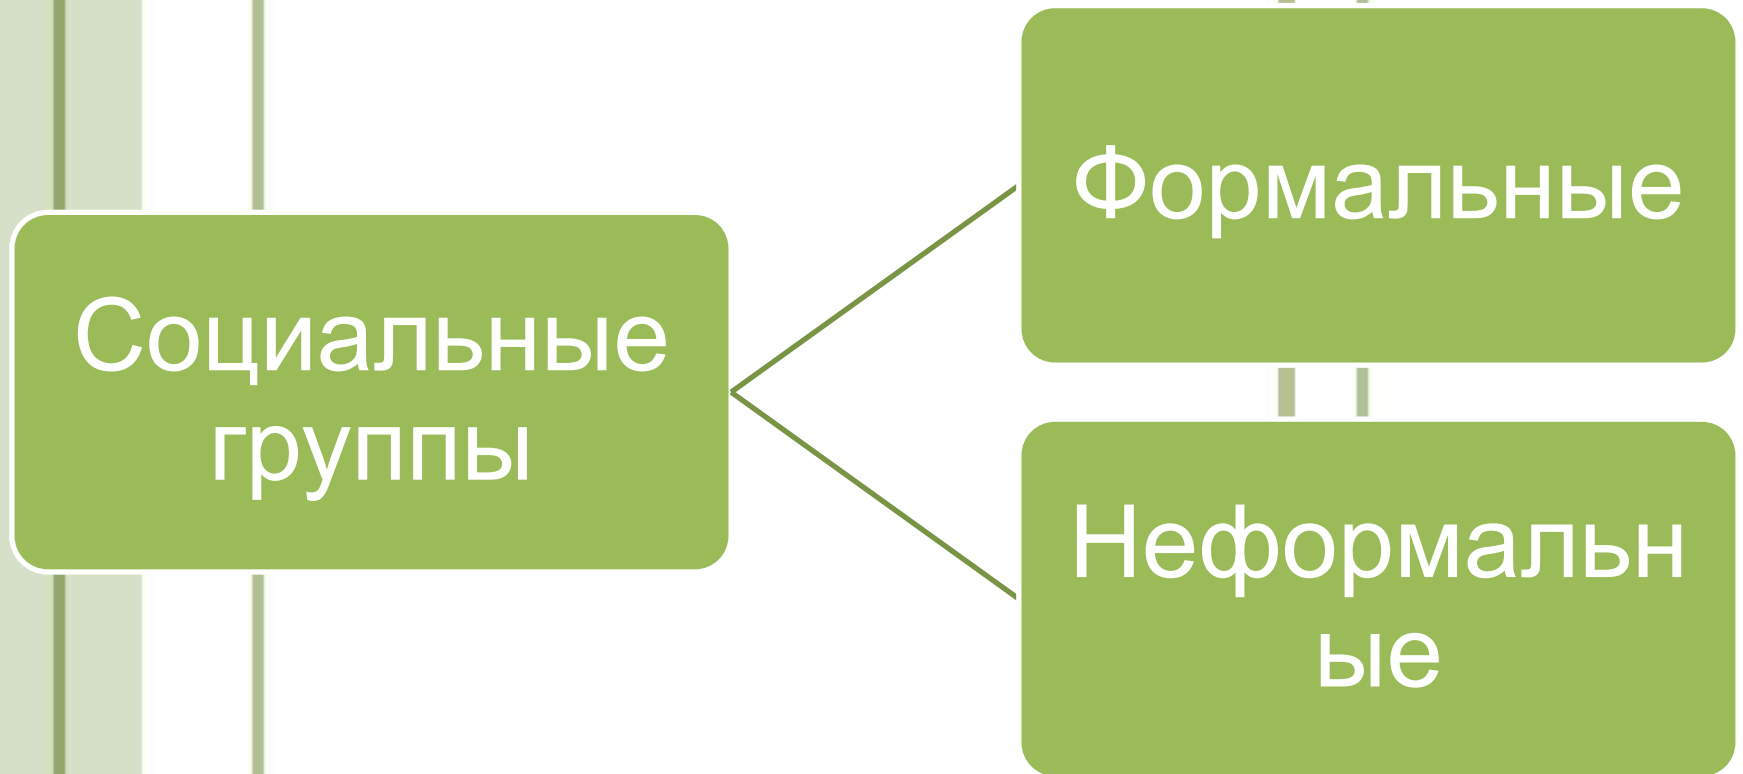 Социальные
группы
Формальные
Неформальн
ые